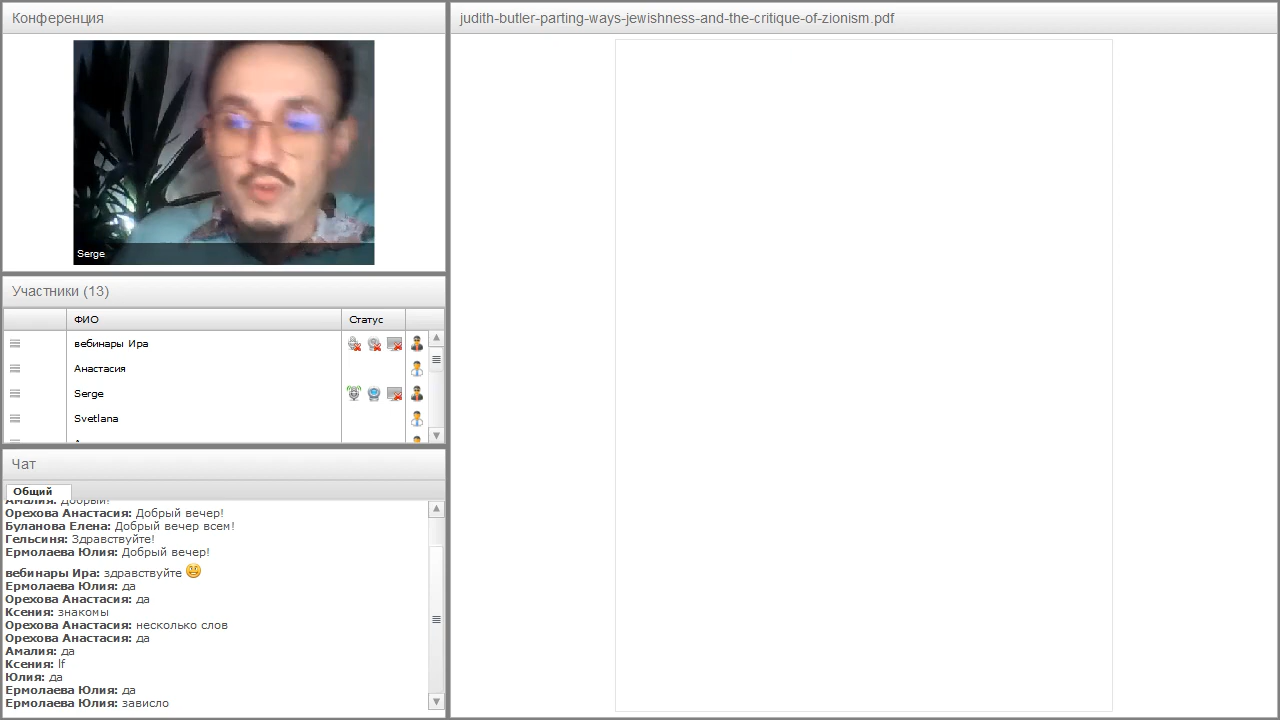 Конференция
judith-butler-parting-ways-jewishness-and-the-critique-of-zionism.pdf
Serge
Участники (13)
ФИО Статус
вебинары Ира
Анастасия
Serge
Svetlana
Чат
Общий
Амалия: Добрый!
Орехова Анастасия: Добрый вечер!
Буланова Елена: Добрый вечер всем!
Гельсиня: Здравствуйте!
Ермолаева Юлия: Добрый вечер!
вебинары Ира: здравствуйте
Ермолаева Юлия: да
Орехова Анастасия: да
Ксения: знакомы
Орехова Анастасия: несколько слов
Орехова Анастасия: да
Амалия: да
Ксения: lf
Юлия: да
Ермолаева Юлия: да
Ермолаева Юлия: зависло